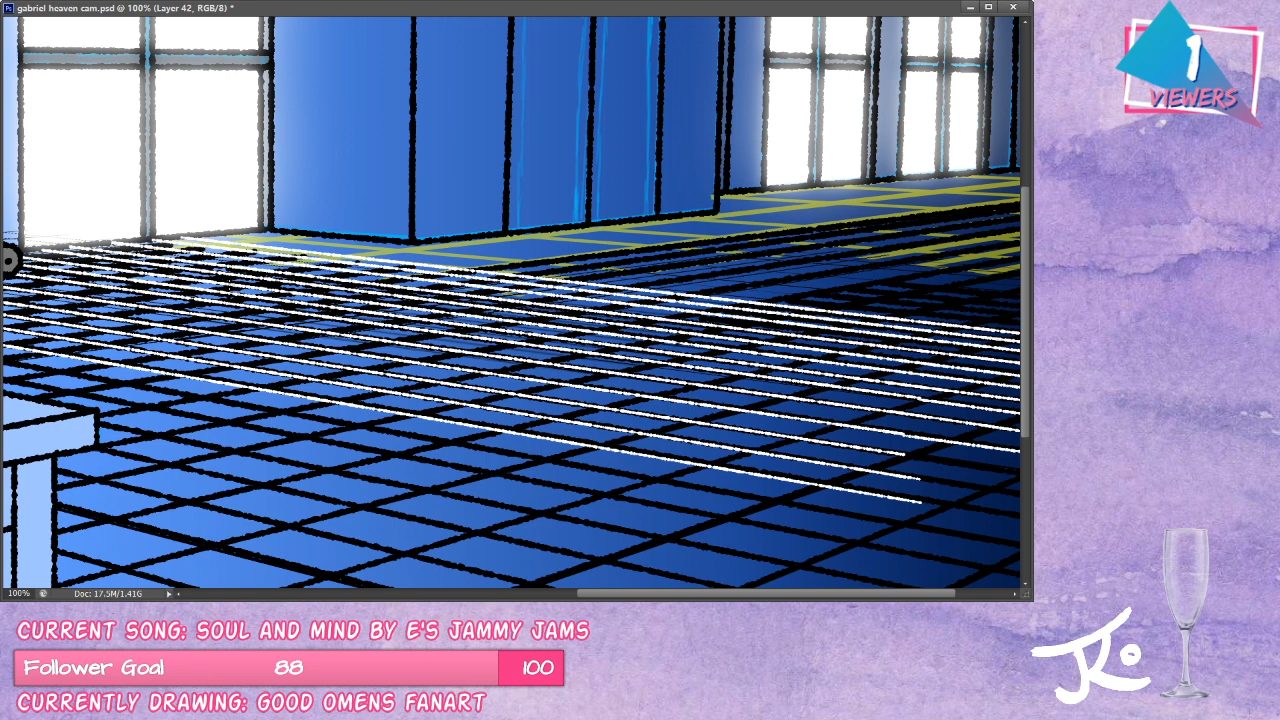 gabriel heaven cam.psd @ 100% (Layer 42, RGB/8) *
1
VIEWERS
100%
Doc: 17.5M/1.41G
CURRENT SONG: SOUL AND MIND BY E'S JAMMY JAMS
Follower Goal 88 100
CURRENTLY DRAWING: GOOD OMENS FANART